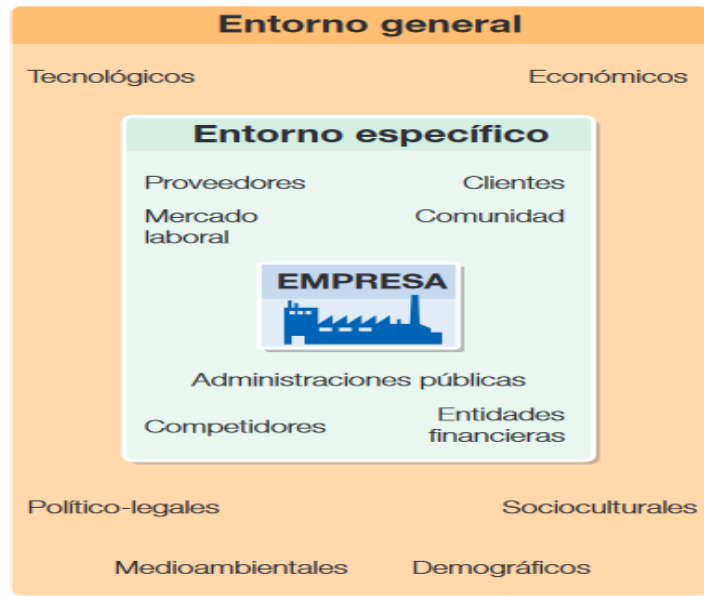 Entorno general
Tecnológicos
Económicos
Entorno específico
Proveedores
Clientes
Mercado
laboral
Comunidad
EMPRESA
Administraciones públicas
Competidores
Entidades
financieras
Político-legales
Socioculturales
Medioambientales
Demográficos